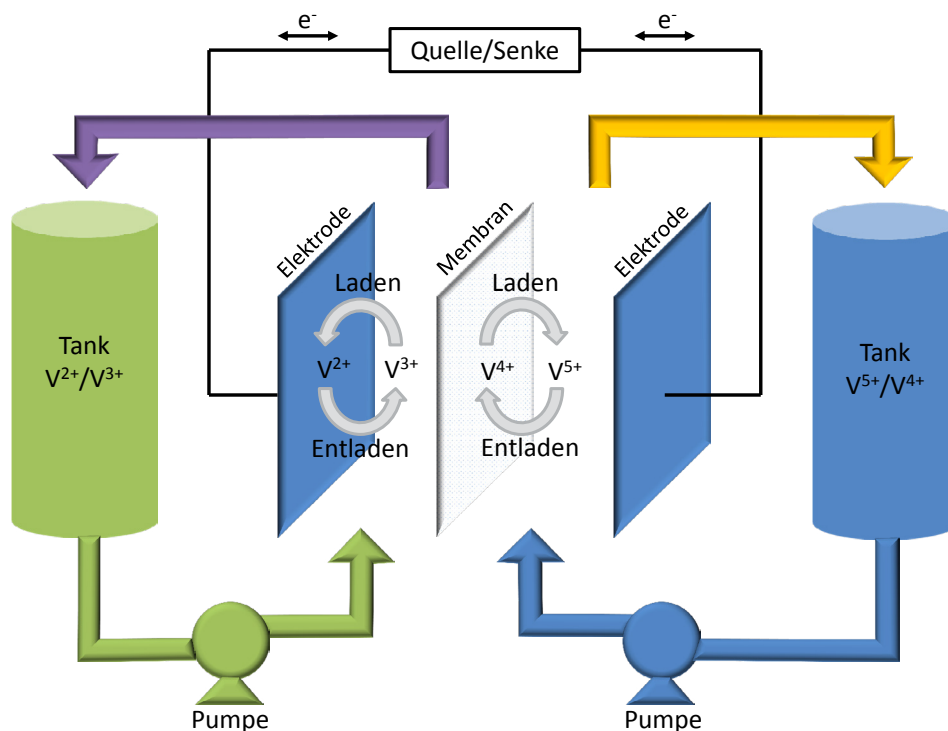 e⁻
e⁻
Quelle/Senke
Elektrode
Membran
Elektrode
Laden
Laden
Tank
V²⁺/V³⁺
V²⁺
V³⁺
V⁴⁺
V⁵⁺
Tank
V⁵⁺/V⁴⁺
Entladen
Entladen
Pumpe
Pumpe